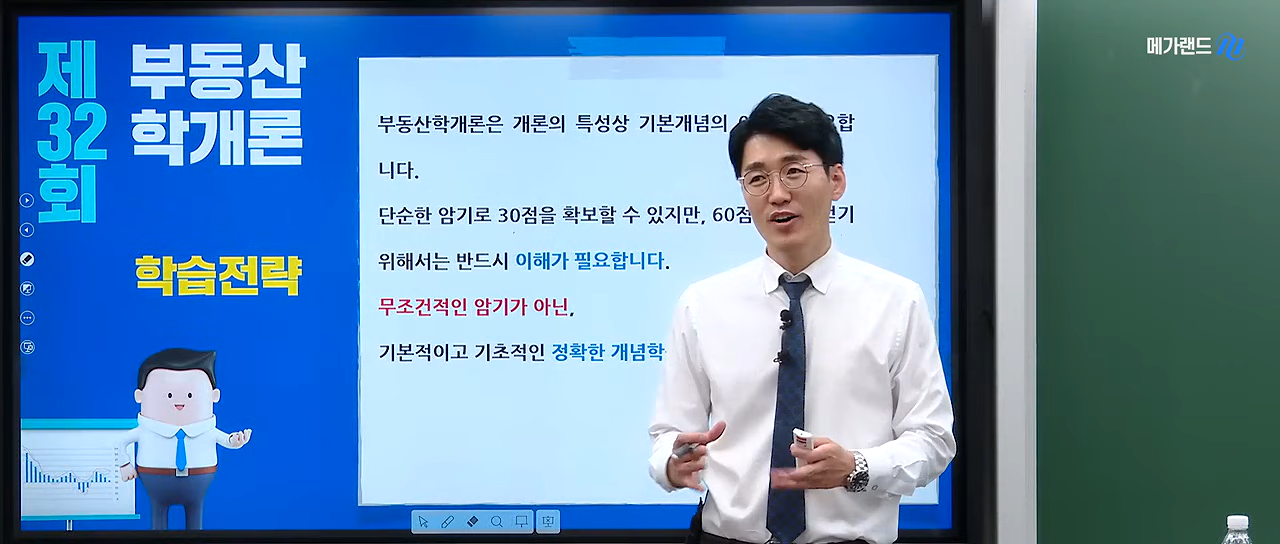 메가랜드
제
32
회
부동산
학개론
학습전략
부동산학개론은 개론의 특성상 기본개념의
니다.
단순한 암기로 30점을 확보할 수 있지만, 60점
위해서는 반드시 이해가 필요합니다.
무조건적인 암기가 아닌,
기본적이고 기초적인 정확한